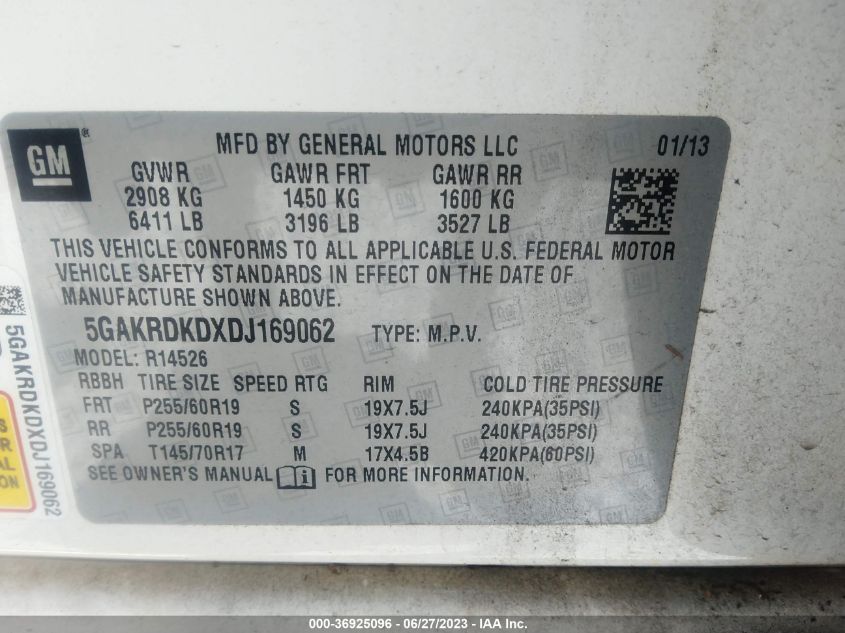 GM ®
MFD BY GENERAL MOTORS LLC 01/13
GVWR GAWR FRT GAWR RR
2908 KG 1450 KG 1600 KG
6411 LB 3196 LB 3527 LB
THIS VEHICLE CONFORMS TO ALL APPLICABLE U.S. FEDERAL MOTOR
VEHICLE SAFETY STANDARDS IN EFFECT ON THE DATE OF
MANUFACTURE SHOWN ABOVE.
5GAKRDKDXDJ169062 TYPE: M.P.V.
MODEL: R14526
RBBH TIRE SIZE SPEED RTG RIM COLD TIRE PRESSURE
FRT P255/60R19 S 19X7.5J 240KPA(35PSI)
RR P255/60R19 S 19X7.5J 240KPA(35PSI)
SPA T145/70R17 M 17X4.5B 420KPA(60PSI)
SEE OWNER'S MANUAL FOR MORE INFORMATION.
5GAKRDKDXDJ169062
000-36925096 - 06/27/2023 - IAA Inc.